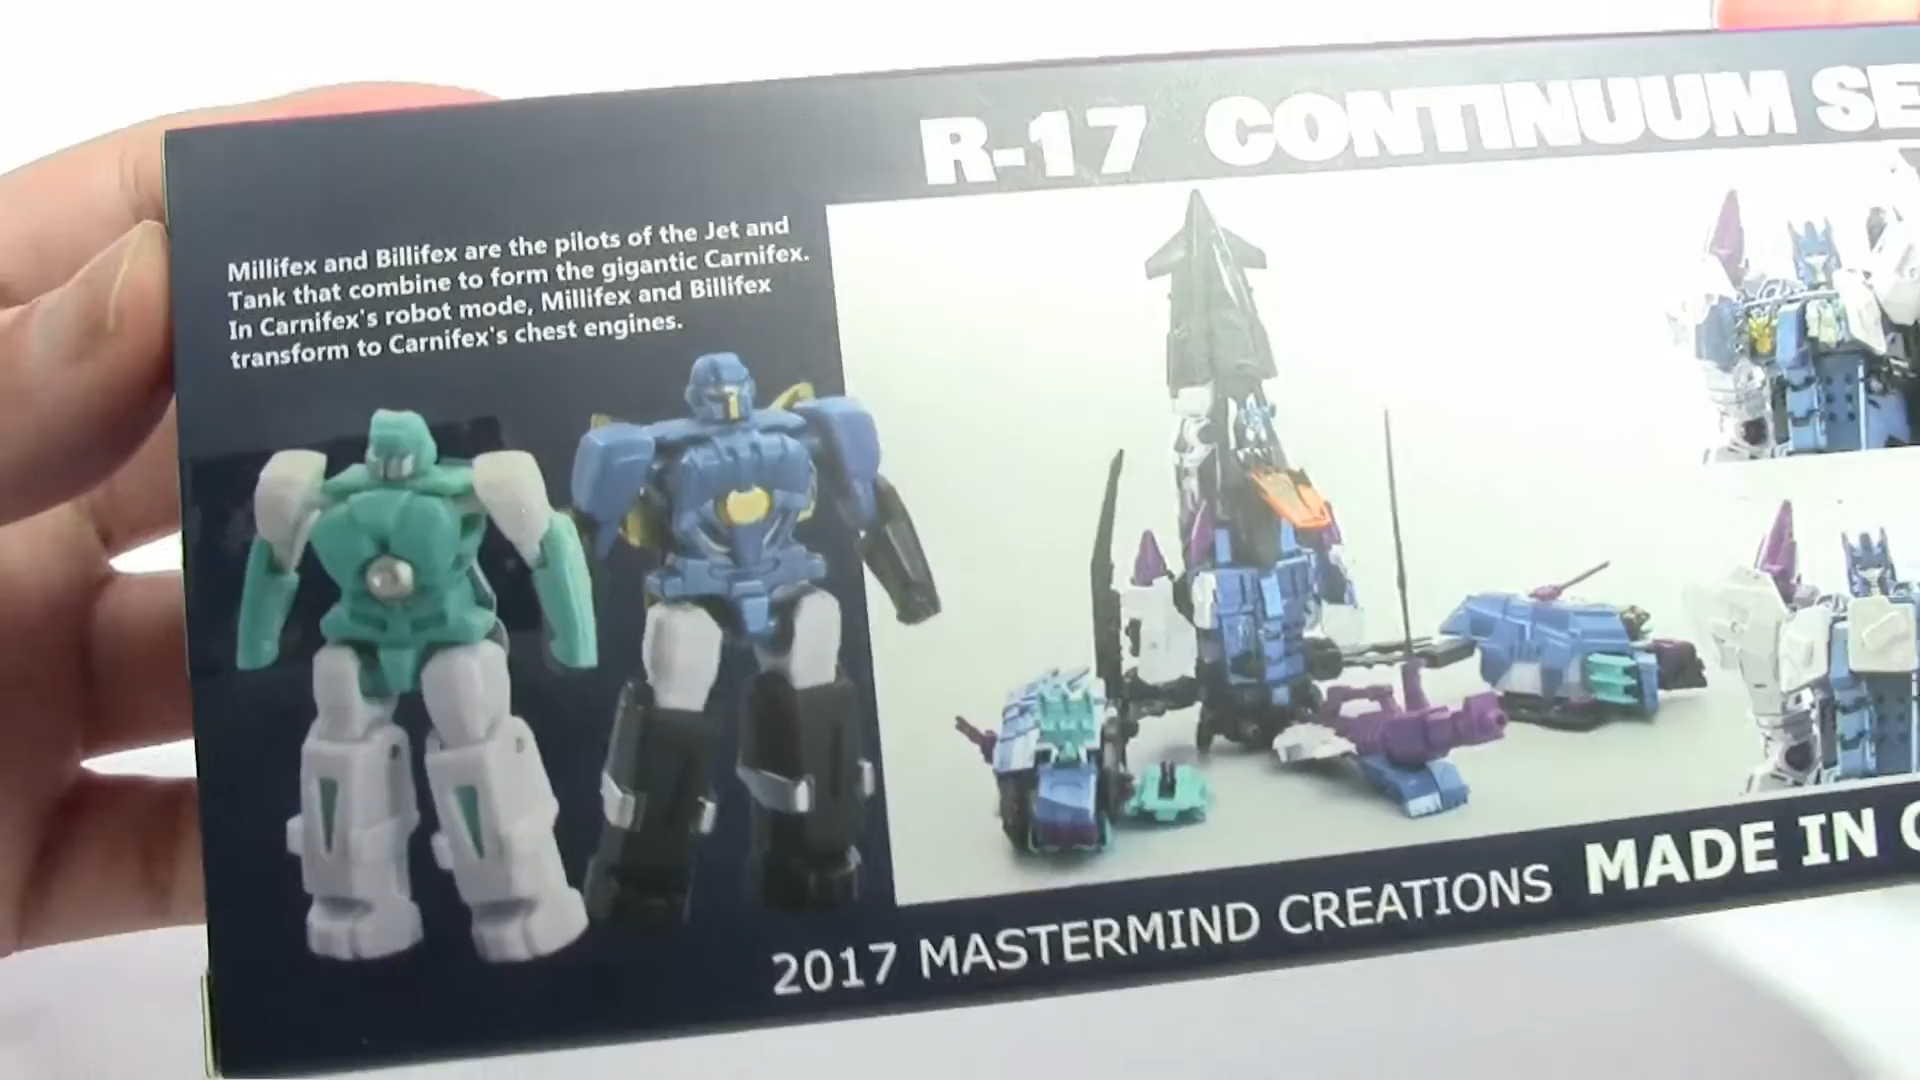 R-17 CONTINUUM SE
Millifex and Billifex are the pilots of the Jet and
Tank that combine to form the gigantic Carnifex.
In Carnifex's robot mode, Millifex and Billifex
transform to Carnifex's chest engines.
2017 MASTERMIND CREATIONS MADE IN C